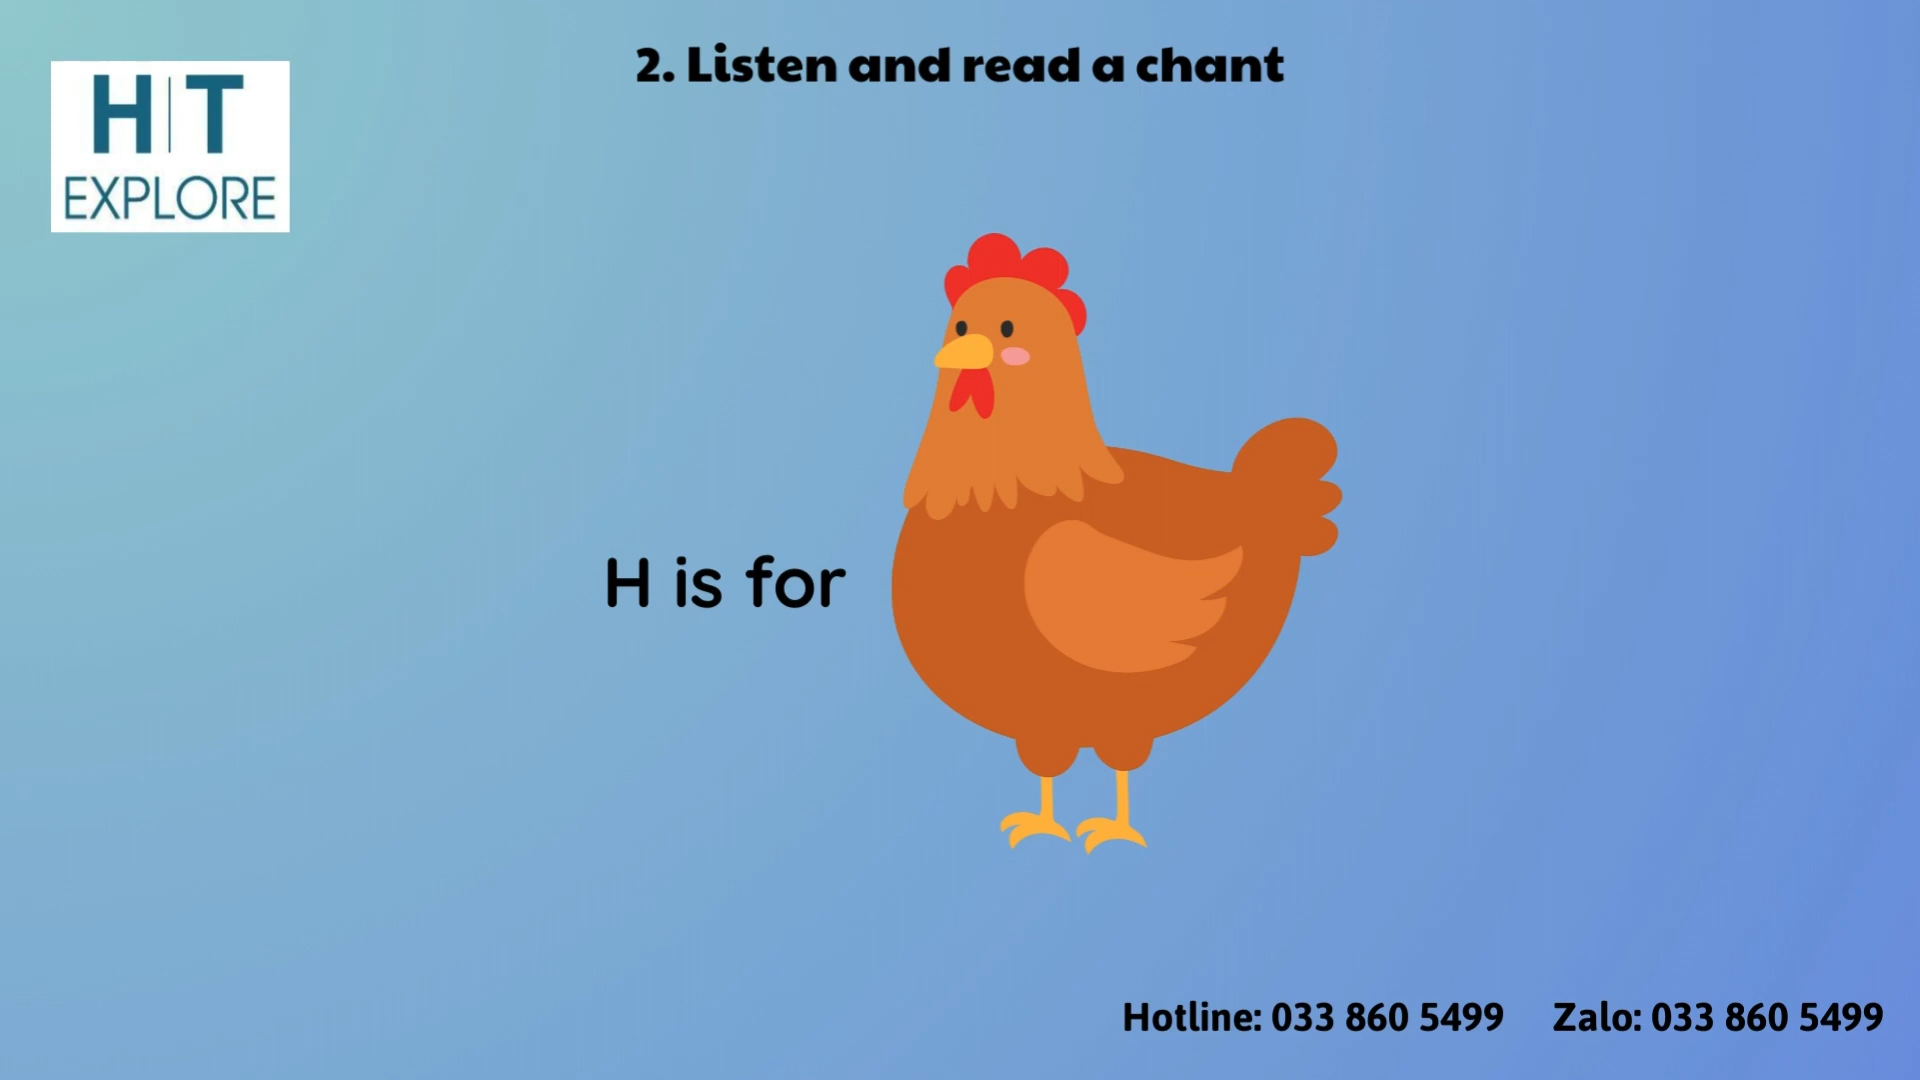 2. Listen and read a chant
H|T
EXPLORE
H is for
Hotline: 033 860 5499 Zalo: 033 860 5499